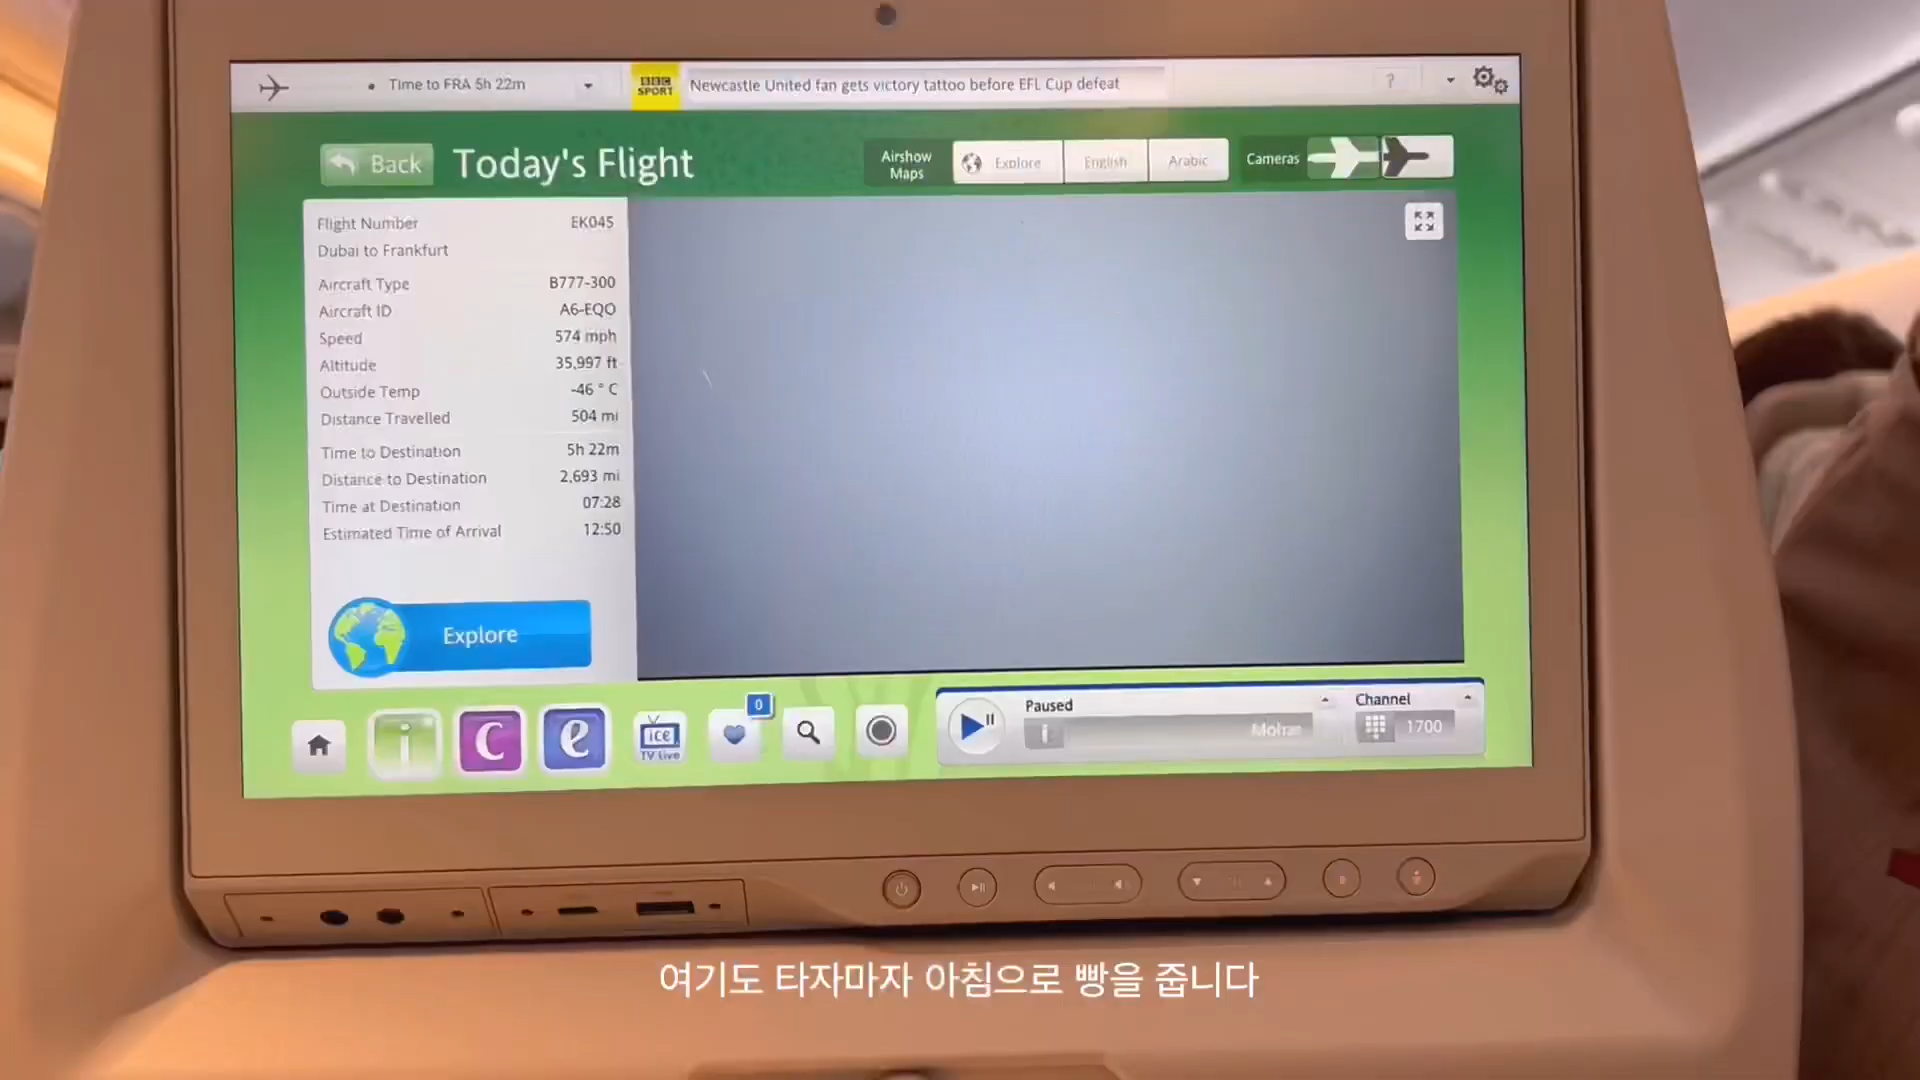 Time to FRA 5h 22m
BBC SPORT
Newcastle United fan gets victory tattoo before EFL Cup defeat
?
Back
Today's Flight
Airshow Maps
Explore
English
Arabic
Cameras
Flight Number EK045
Dubai to Frankfurt
Aircraft Type B777-300
Aircraft ID A6-EQO
Speed 574 mph
Altitude 35,997 ft
Outside Temp -46 ° C
Distance Travelled 504 mi
Time to Destination 5h 22m
Distance to Destination 2,693 mi
Time at Destination 07:28
Estimated Time of Arrival 12:50
Explore
i
C
e
ice
TV Live
0
Paused
i
Channel
1700
여기도 타자마자 아침으로 빵을 줍니다